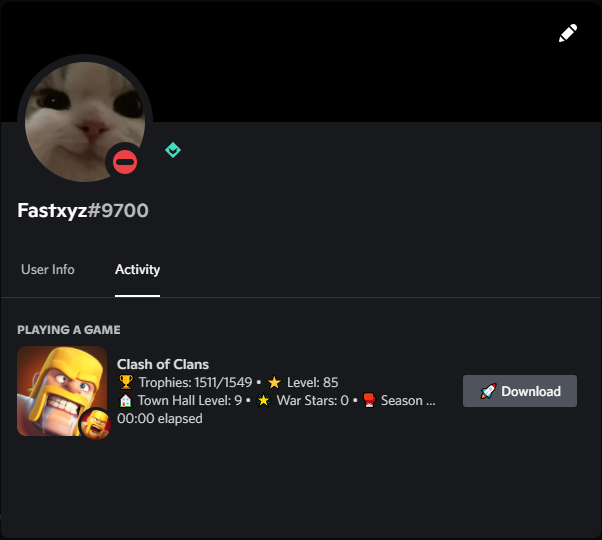 Fastxyz#9700
User Info
Activity
PLAYING A GAME
Clash of Clans
🏆 Trophies: 1511/1549 • ⭐ Level: 85
🏠 Town Hall Level: 9 • ⭐ War Stars: 0 • 🥊 Season ...
00:00 elapsed
🚀 Download